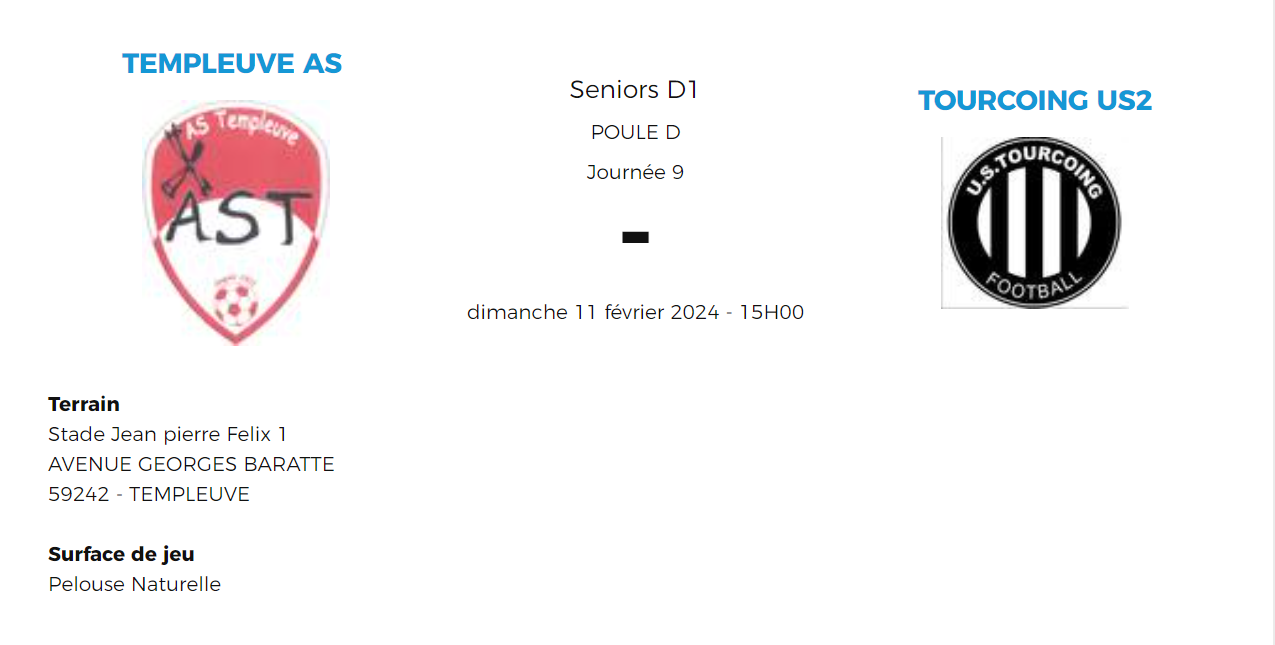 TEMPLEUVE AS
AS Templeuve
AST
Seniors D1
POULE D
Journée 9
-
dimanche 11 février 2024 - 15H00
TOURCOING US2
U.S.TOURCOING
FOOTBALL
Terrain
Stade Jean pierre Felix 1
AVENUE GEORGES BARATTE
59242 - TEMPLEUVE
Surface de jeu
Pelouse Naturelle